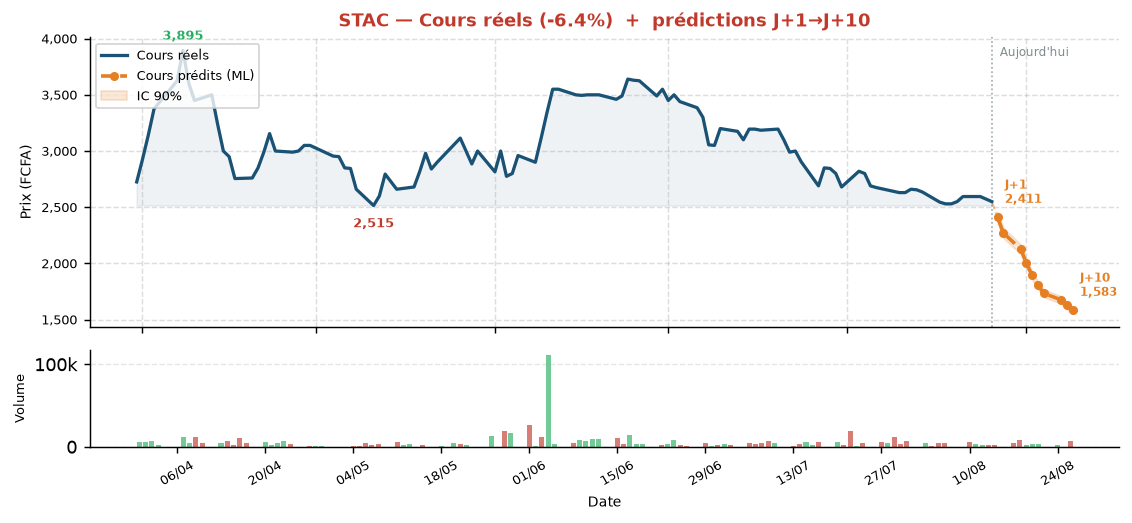 STAC — Cours réels (-6.4%)  +  prédictions J+1→J+10
3,895
Cours réels
Cours prédits (ML)
IC 90%
Aujourd'hui
J+1
2,411
2,515
J+10
1,583
Prix (FCFA)
4,000
3,500
3,000
2,500
2,000
1,500
Volume
100k
0
06/04
20/04
04/05
18/05
01/06
15/06
29/06
13/07
27/07
10/08
24/08
Date